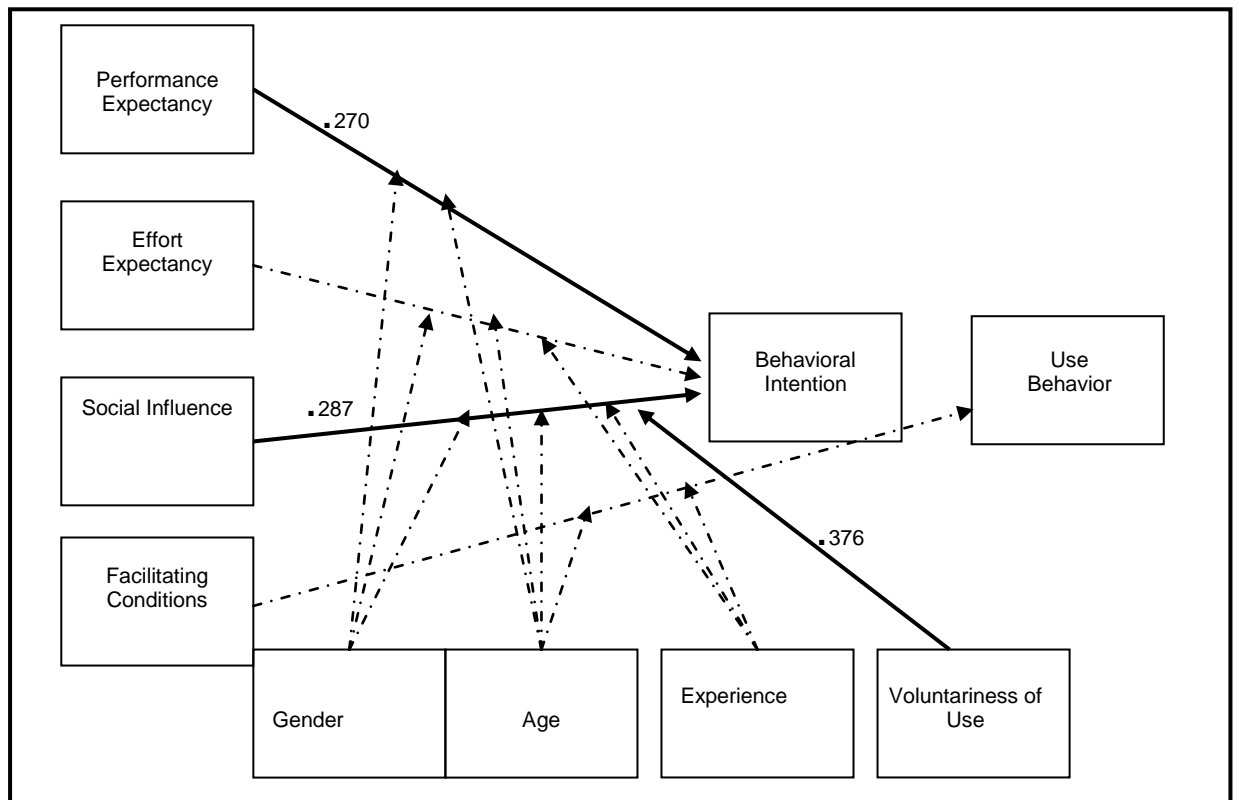 Performance
Expectancy
.270
Effort
Expectancy
Behavioral
Intention
Use
Behavior
Social Influence
.287
.376
Facilitating
Conditions
Gender
Age
Experience
Voluntariness of
Use